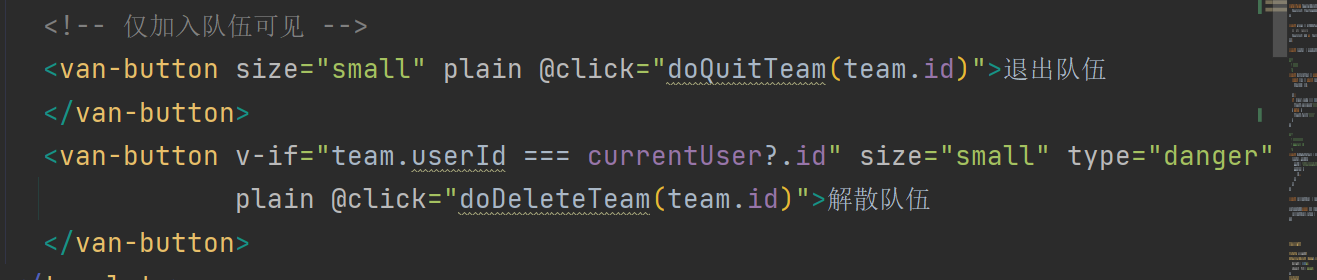 <!-- 仅加入队伍可见 -->
<van-button size="small" plain @click="doQuitTeam(team.id)">退出队伍
</van-button>
<van-button v-if="team.userId === currentUser?.id" size="small" type="danger"
plain @click="doDeleteTeam(team.id)">解散队伍
</van-button>